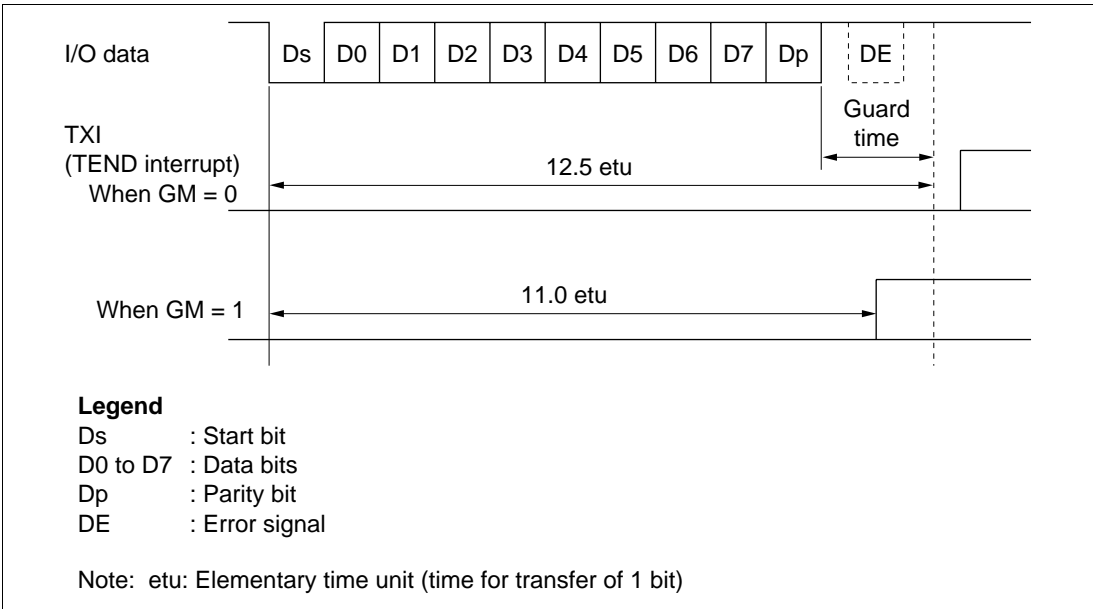 I/O data
Ds D0 D1 D2 D3 D4 D5 D6 D7 Dp DE
Guard
time
TXI
(TEND interrupt)
When GM = 0
12.5 etu
When GM = 1
11.0 etu
Legend
Ds : Start bit
D0 to D7 : Data bits
Dp : Parity bit
DE : Error signal
Note: etu: Elementary time unit (time for transfer of 1 bit)